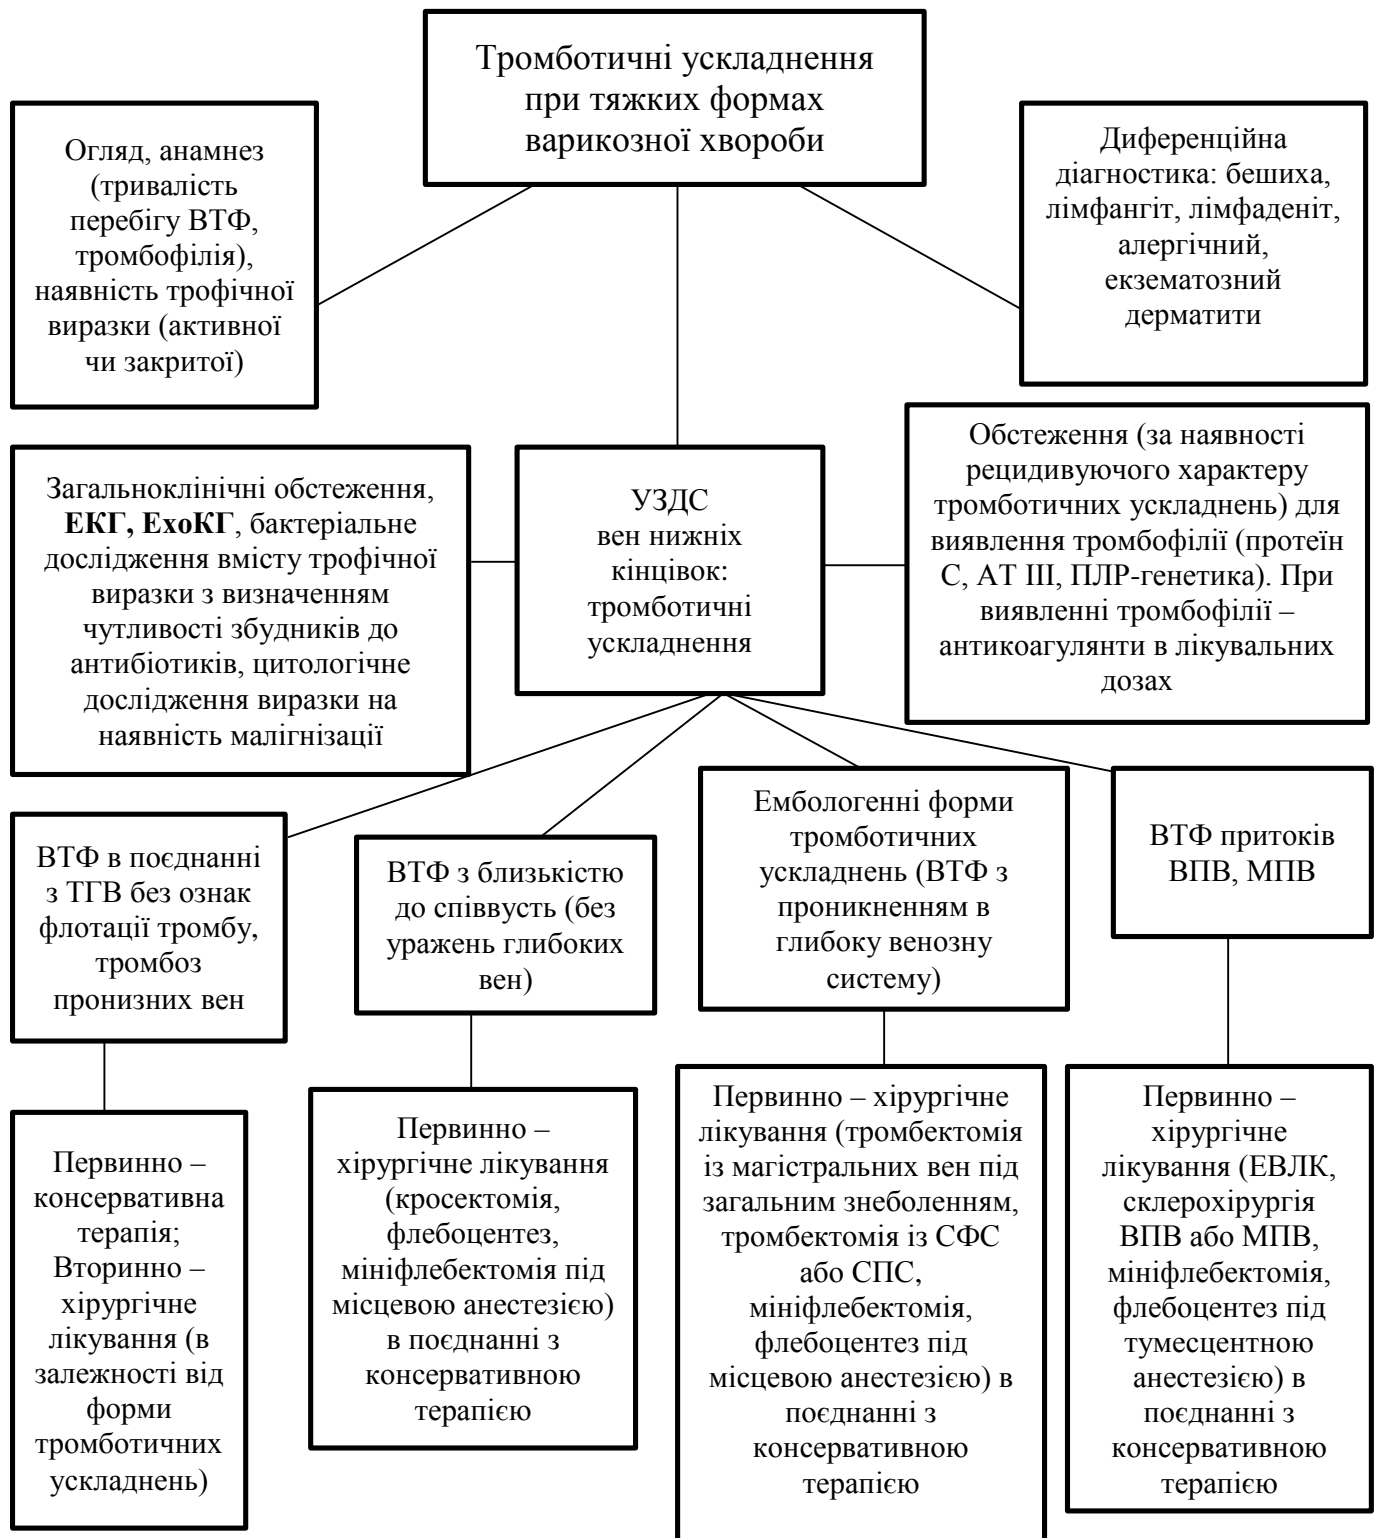 Тромботичні ускладнення
при тяжких формах
варикозної хвороби
Огляд, анамнез
(тривалість
перебігу ВТФ,
тромбофілія),
наявність трофічної
виразки (активної
чи закритої)
Диференційна
діагностика: бешиха,
лімфангіт, лімфаденіт,
алергічний,
екзематозний
дерматити
Загальноклінічні обстеження,
ЕКГ, ЕхоКГ, бактеріальне
дослідження вмісту трофічної
виразки з визначенням
чутливості збудників до
антибіотиків, цитологічне
дослідження виразки на
наявність малігнізації
УЗДС
вен нижніх
кінцівок:
тромботичні
ускладнення
Обстеження (за наявності
рецидивуючого характеру
тромботичних ускладнень) для
виявлення тромбофілії (протеїн
С, АТ ІІІ, ПЛР-генетика). При
виявленні тромбофілії –
антикоагулянти в лікувальних
дозах
ВТФ в поєднанні
з ТГВ без ознак
флотації тромбу,
тромбоз
пронизних вен
ВТФ з близькістю
до співвусть (без
уражень глибоких
вен)
Ембологенні форми
тромботичних
ускладнень (ВТФ з
проникненням в
глибоку венозну
систему)
ВТФ притоків
ВПВ, МПВ
Первинно –
консервативна
терапія;
Вторинно –
хірургічне
лікування (в
залежності від
форми
тромботичних
ускладнень)
Первинно –
хірургічне лікування
(кросектомія,
флебоцентез,
мініфлебектомія під
місцевою анестезією)
в поєднанні з
консервативною
терапією
Первинно – хірургічне
лікування (тромбектомія
із магістральних вен під
загальним знеболенням,
тромбектомія із СФС
або СПС,
мініфлебектомія,
флебоцентез під
місцевою анестезією) в
поєднанні з
консервативною
терапією
Первинно –
хірургічне
лікування (ЕВЛК,
склерохірургія
ВПВ або МПВ,
мініфлебектомія,
флебоцентез під
тумесцентною
анестезією) в
поєднанні з
консервативною
терапією